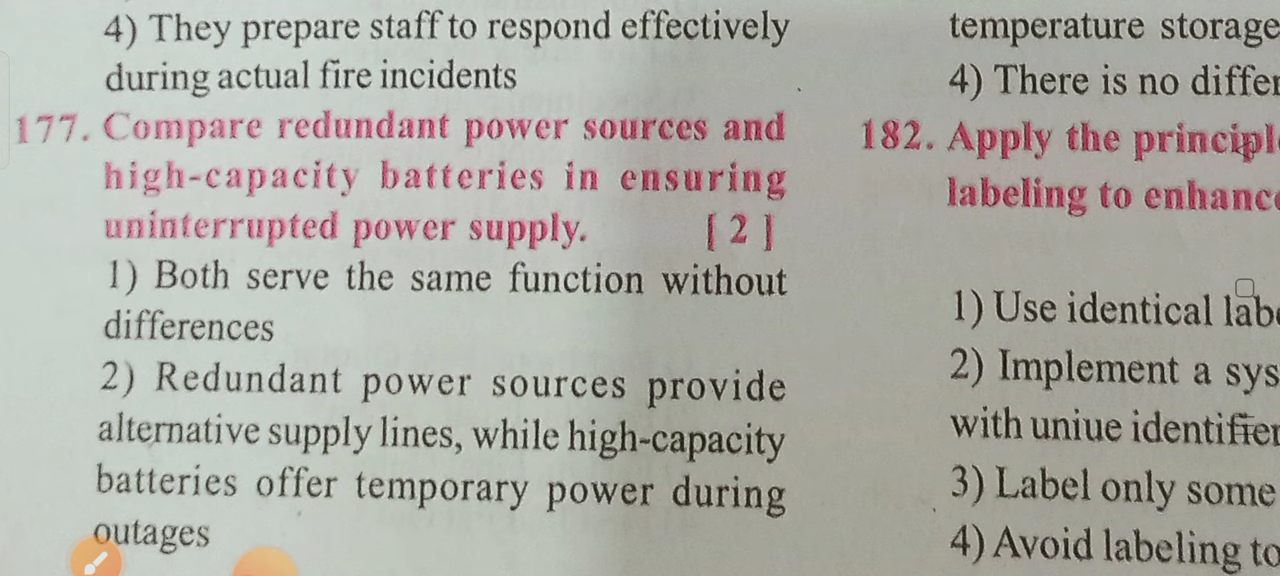 4) They prepare staff to respond effectively
during actual fire incidents
177. Compare redundant power sources and
high-capacity batteries in ensuring
uninterrupted power supply. [ 2 ]
1) Both serve the same function without
differences
2) Redundant power sources provide
alternative supply lines, while high-capacity
batteries offer temporary power during
outages
temperature storage
4) There is no differ
182. Apply the principl
labeling to enhanc
1) Use identical lab
2) Implement a sys
with uniue identifier
3) Label only some
4) Avoid labeling to